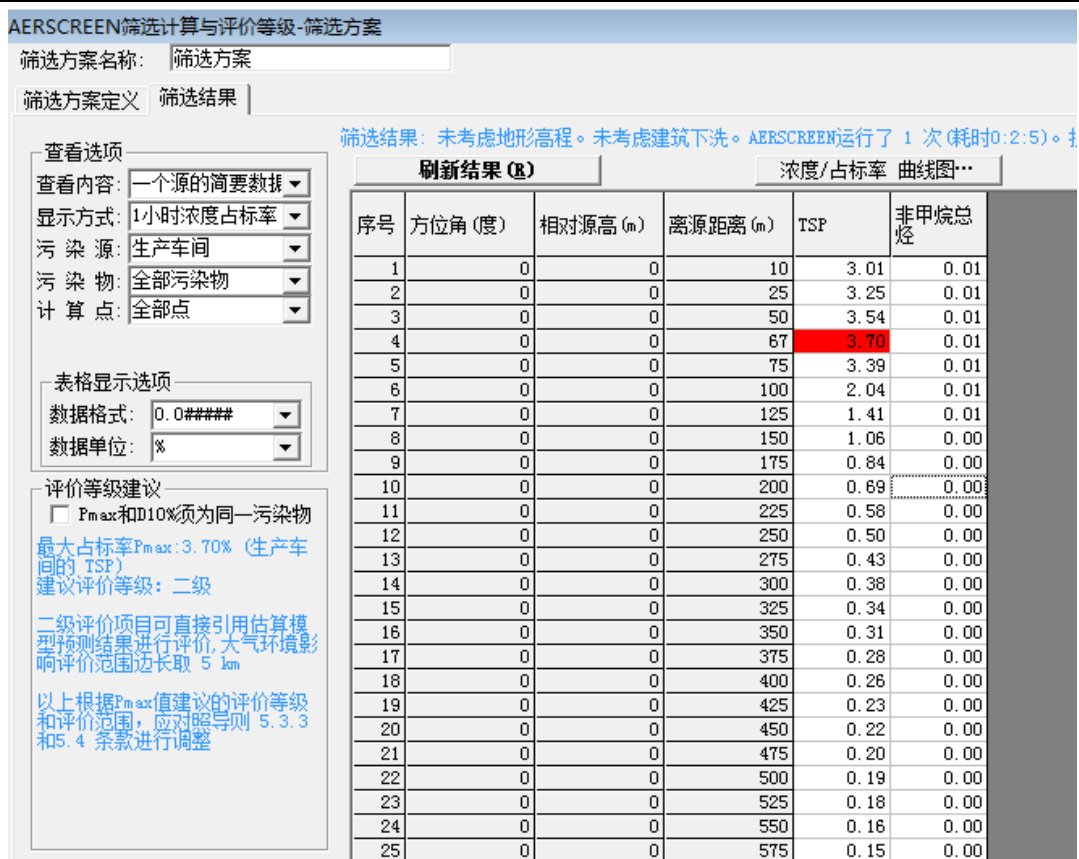 AERSCREEN筛选计算与评价等级-筛选方案
筛选方案名称: 筛选方案
筛选方案定义 筛选结果
筛选结果: 未考虑地形高程。未考虑建筑下洗。AERSCREEN运行了 1 次(耗时0:2:5)。
刷新结果(R) 浓度/占标率 曲线图…
查看选项
查看内容: 一个源的简要数据
显示方式: 1小时浓度占标率
污 染 源: 生产车间
污 染 物: 全部污染物
计 算 点: 全部点
表格显示选项
数据格式: 0.0#####
数据单位: %
评价等级建议
Pmax和D10%须为同一污染物
最大占标率Pmax:3.70% (生产车
间的 TSP)
建议评价等级: 二级
二级评价项目可直接引用估算模
型预测结果进行评价,大气环境影
响评价范围边长取 5 km
以上根据Pmax值建议的评价等级
和评价范围,应对照导则 5.3.3
和5.4 条款进行调整
序号 方位角(度) 相对源高(m) 离源距离(m) TSP 非甲烷总烃
1 0 0 10 3.01 0.01
2 0 0 25 3.25 0.01
3 0 0 50 3.54 0.01
4 0 0 67 3.70 0.01
5 0 0 75 3.39 0.01
6 0 0 100 2.04 0.01
7 0 0 125 1.41 0.01
8 0 0 150 1.06 0.00
9 0 0 175 0.84 0.00
10 0 0 200 0.69 0.00
11 0 0 225 0.58 0.00
12 0 0 250 0.50 0.00
13 0 0 275 0.43 0.00
14 0 0 300 0.38 0.00
15 0 0 325 0.34 0.00
16 0 0 350 0.31 0.00
17 0 0 375 0.28 0.00
18 0 0 400 0.26 0.00
19 0 0 425 0.23 0.00
20 0 0 450 0.22 0.00
21 0 0 475 0.20 0.00
22 0 0 500 0.19 0.00
23 0 0 525 0.18 0.00
24 0 0 550 0.16 0.00
25 0 0 575 0.15 0.00